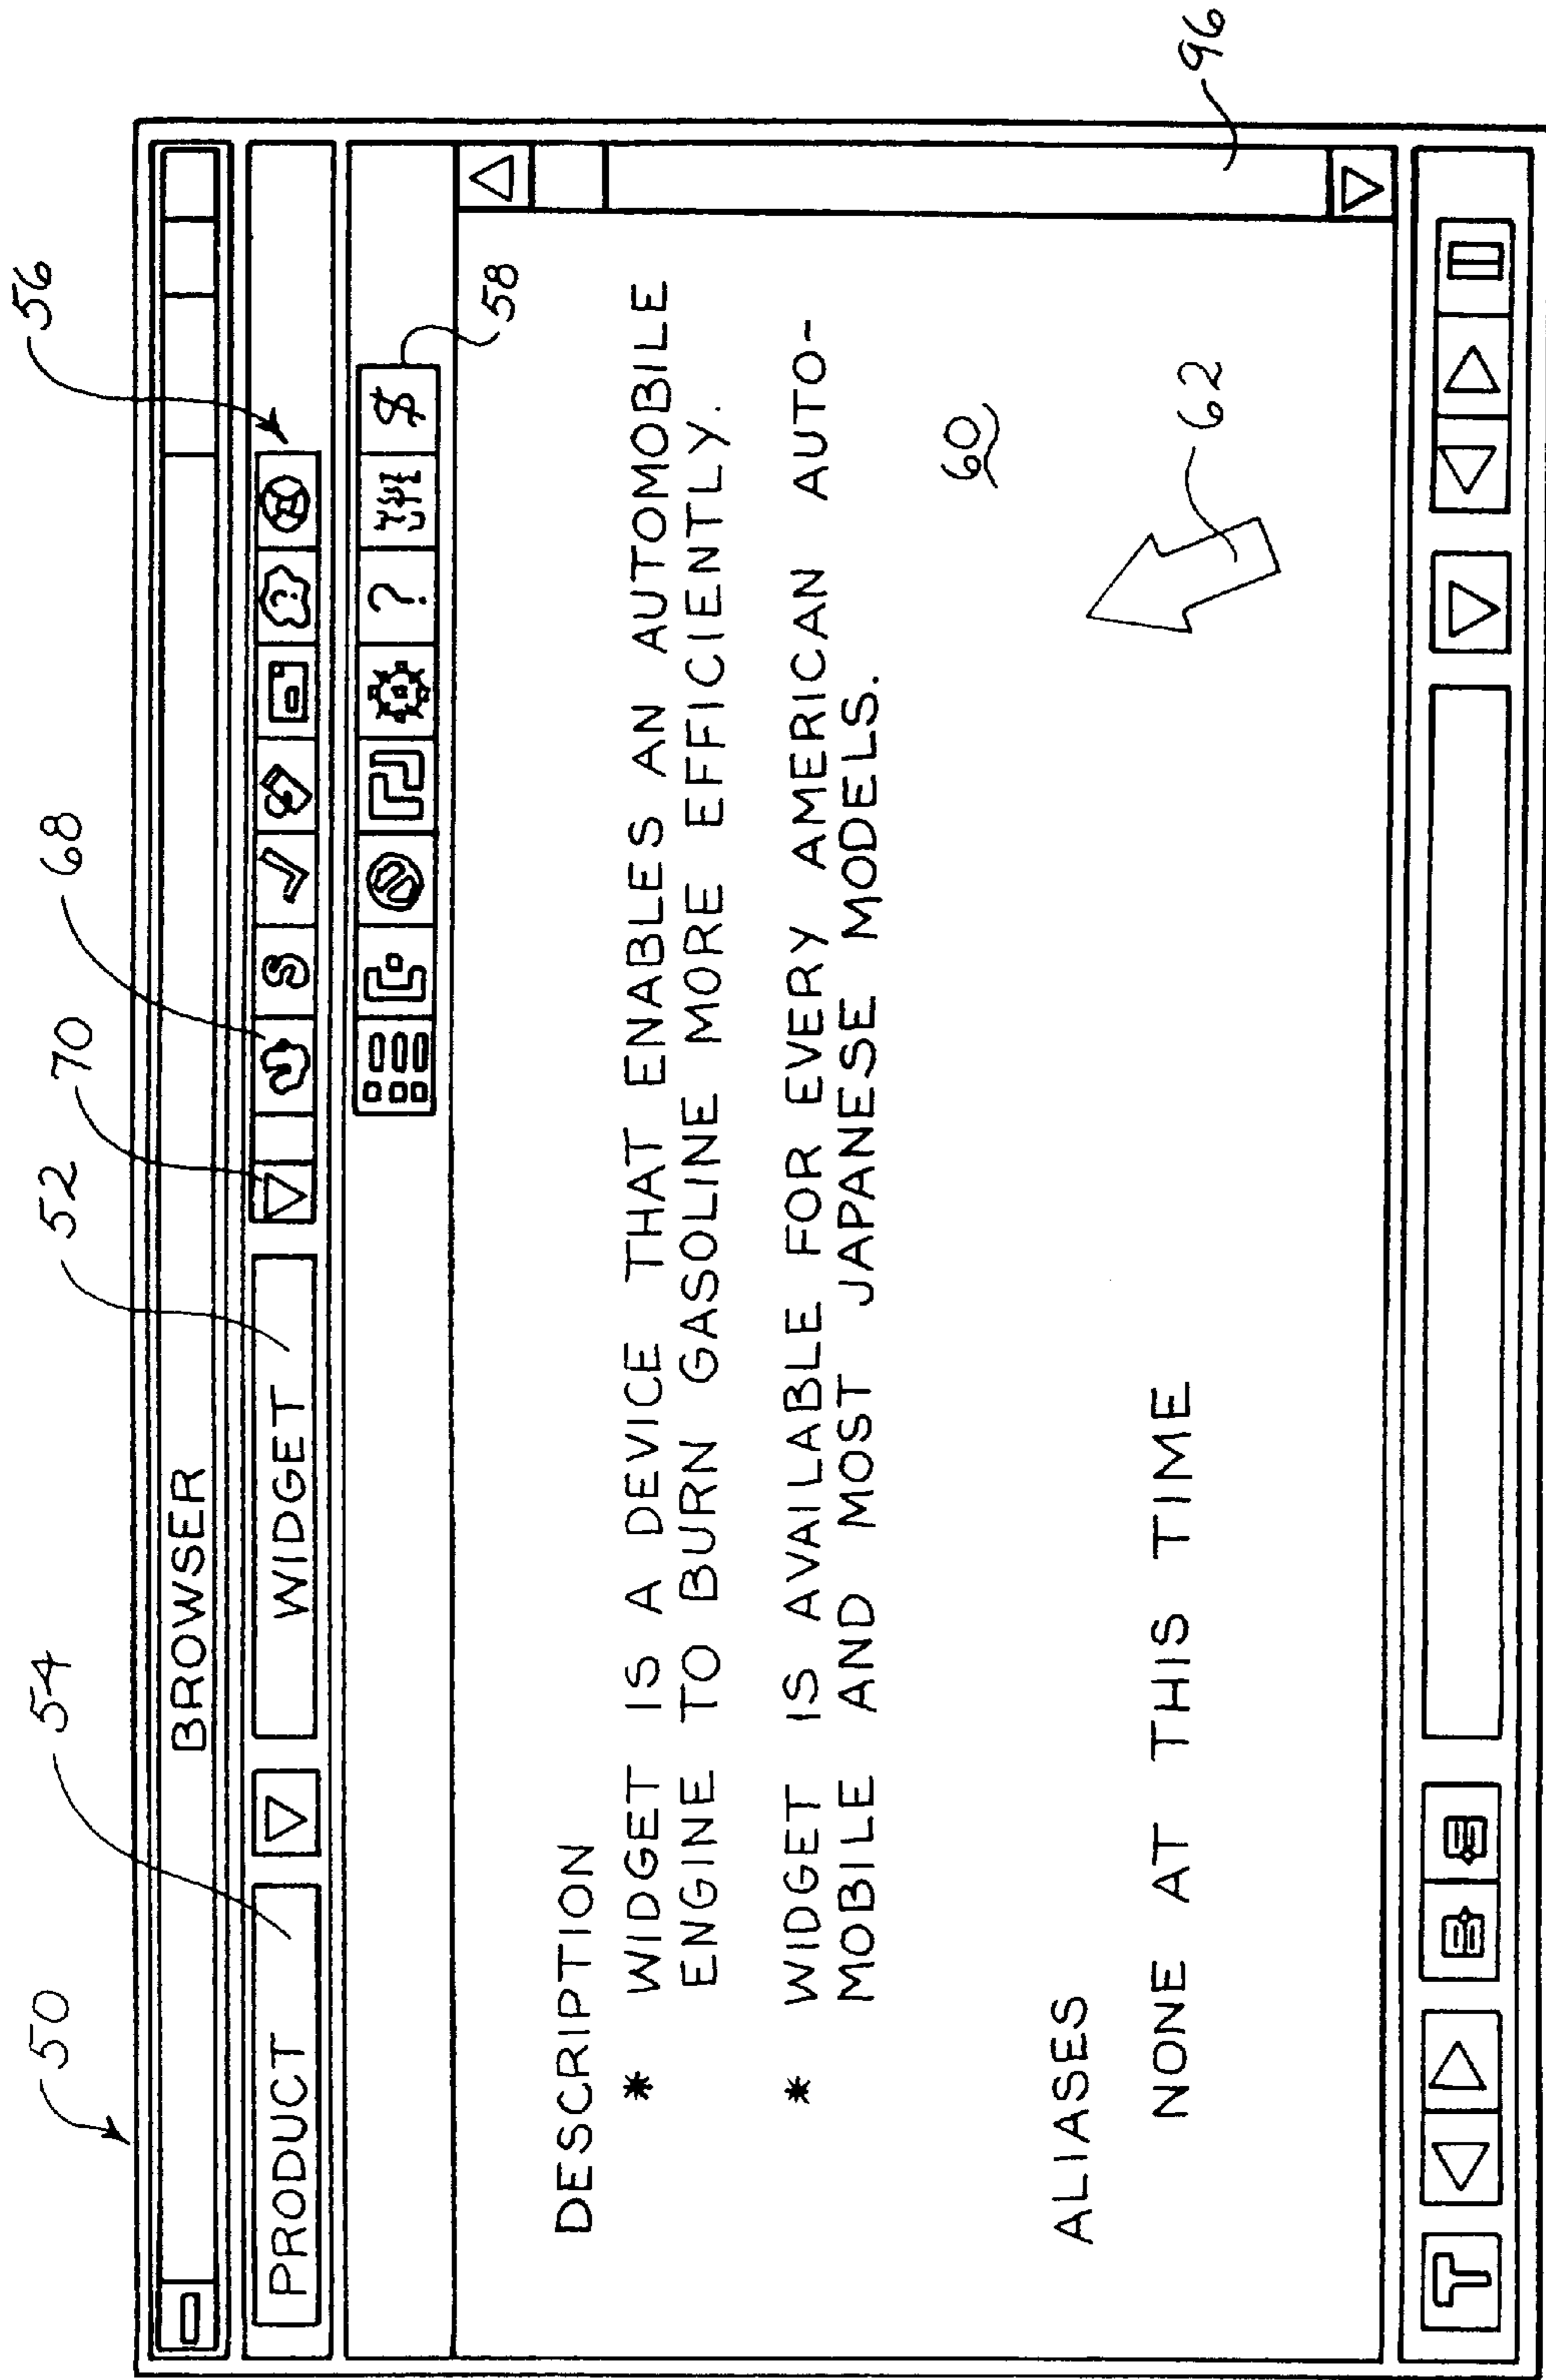 50
54
52
70
68
56
BROWSER
PRODUCT
WIDGET
S
?
?
$
58
DESCRIPTION
* WIDGET IS A DEVICE THAT ENABLES AN AUTOMOBILE
ENGINE TO BURN GASOLINE MORE EFFICIENTLY.
* WIDGET IS AVAILABLE FOR EVERY AMERICAN AUTO-
MOBILE AND MOST JAPANESE MODELS.
60
ALIASES
NONE AT THIS TIME
62
96